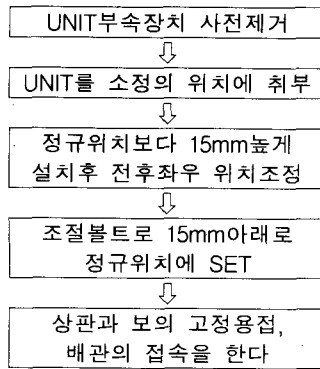 UNIT부속장치 사전제거
⇩
UNIT를 소정의 위치에 취부
⇩
정규위치보다 15mm높게
설치후 전후좌우 위치조정
⇩
조절볼트로 15mm아래로
정규위치에 SET
⇩
상판과 보의 고정용접,
배관의 접속을 한다